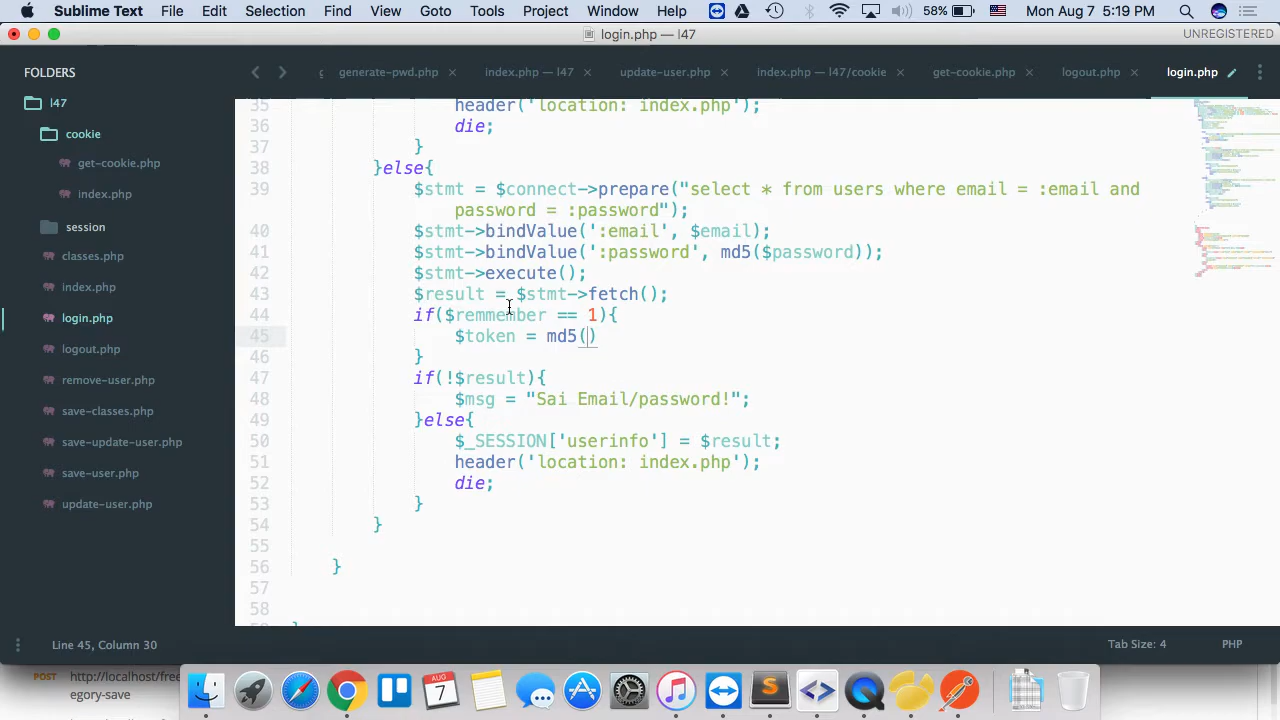 Sublime Text File Edit Selection Find View Goto Tools Project Window Help 58% Mon Aug 7 5:19 PM
login.php — l47 UNREGISTERED
FOLDERS
l47
cookie
get-cookie.php
index.php
session
classes.php
index.php
login.php
logout.php
remove-user.php
save-classes.php
save-update-user.php
save-user.php
update-user.php
generate-pwd.php index.php — l47 update-user.php index.php — l47/cookie get-cookie.php logout.php login.php
35 header('location: index.php');
36 die;
37 }
38 }else{
39 $stmt = $connect->prepare("select * from users where email = :email and
password = :password");
40 $stmt->bindValue(':email', $email);
41 $stmt->bindValue(':password', md5($password));
42 $stmt->execute();
43 $result = $stmt->fetch();
44 if($remmember == 1){
45 $token = md5()
46 }
47 if(!$result){
48 $msg = "Sai Email/password!";
49 }else{
50 $_SESSION['userinfo'] = $result;
51 header('location: index.php');
52 die;
53 }
54 }
55
56 }
57
58
Line 45, Column 30 Tab Size: 4 PHP
POST http://localhost/free
egory-save
AUG
7